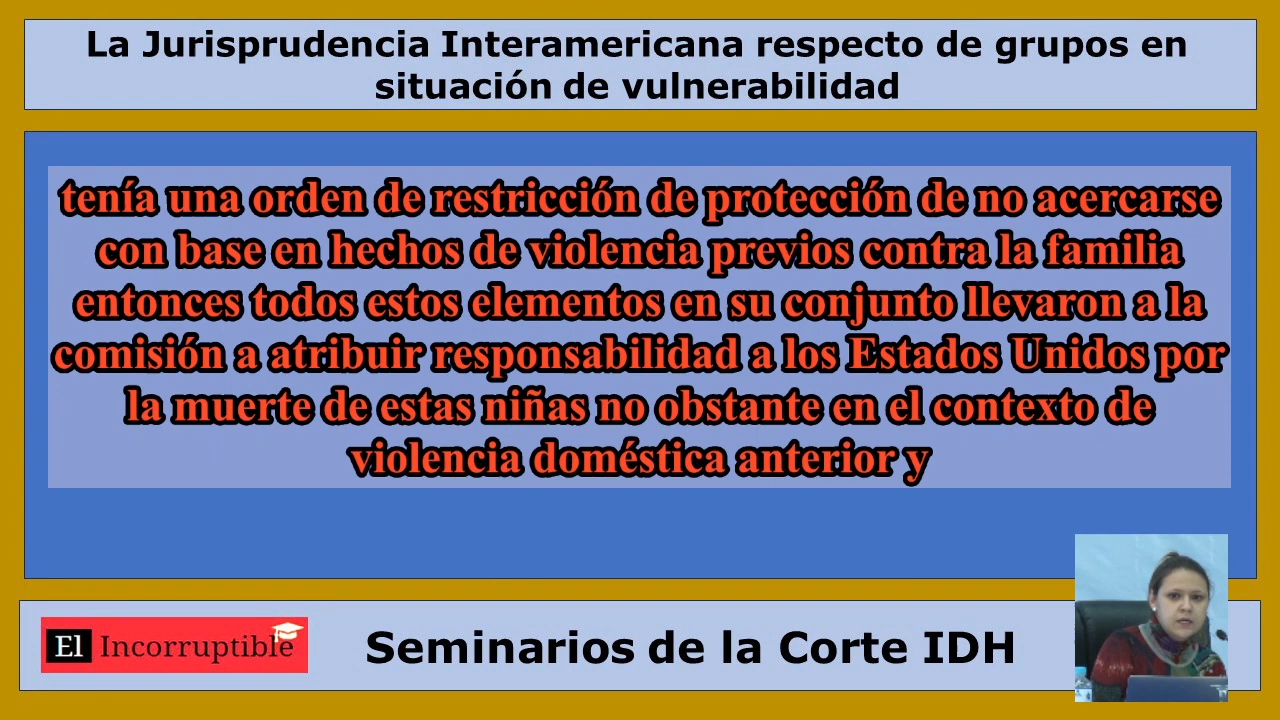 La Jurisprudencia Interamericana respecto de grupos en
situación de vulnerabilidad
tenía una orden de restricción de protección de no acercarse
con base en hechos de violencia previos contra la familia
entonces todos estos elementos en su conjunto llevaron a la
comisión a atribuir responsabilidad a los Estados Unidos por
la muerte de estas niñas no obstante en el contexto de
violencia doméstica anterior y
El Incorruptible
Seminarios de la Corte IDH